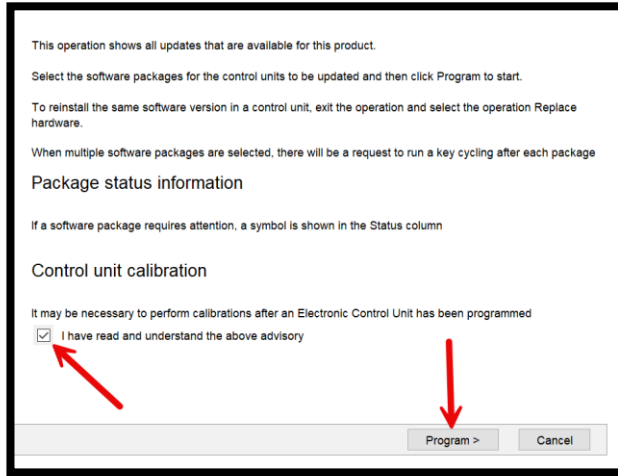 This operation shows all updates that are available for this product.
Select the software packages for the control units to be updated and then click Program to start.
To reinstall the same software version in a control unit, exit the operation and select the operation Replace
hardware.
When multiple software packages are selected, there will be a request to run a key cycling after each package
Package status information
If a software package requires attention, a symbol is shown in the Status column
Control unit calibration
It may be necessary to perform calibrations after an Electronic Control Unit has been programmed
I have read and understand the above advisory
Program > Cancel